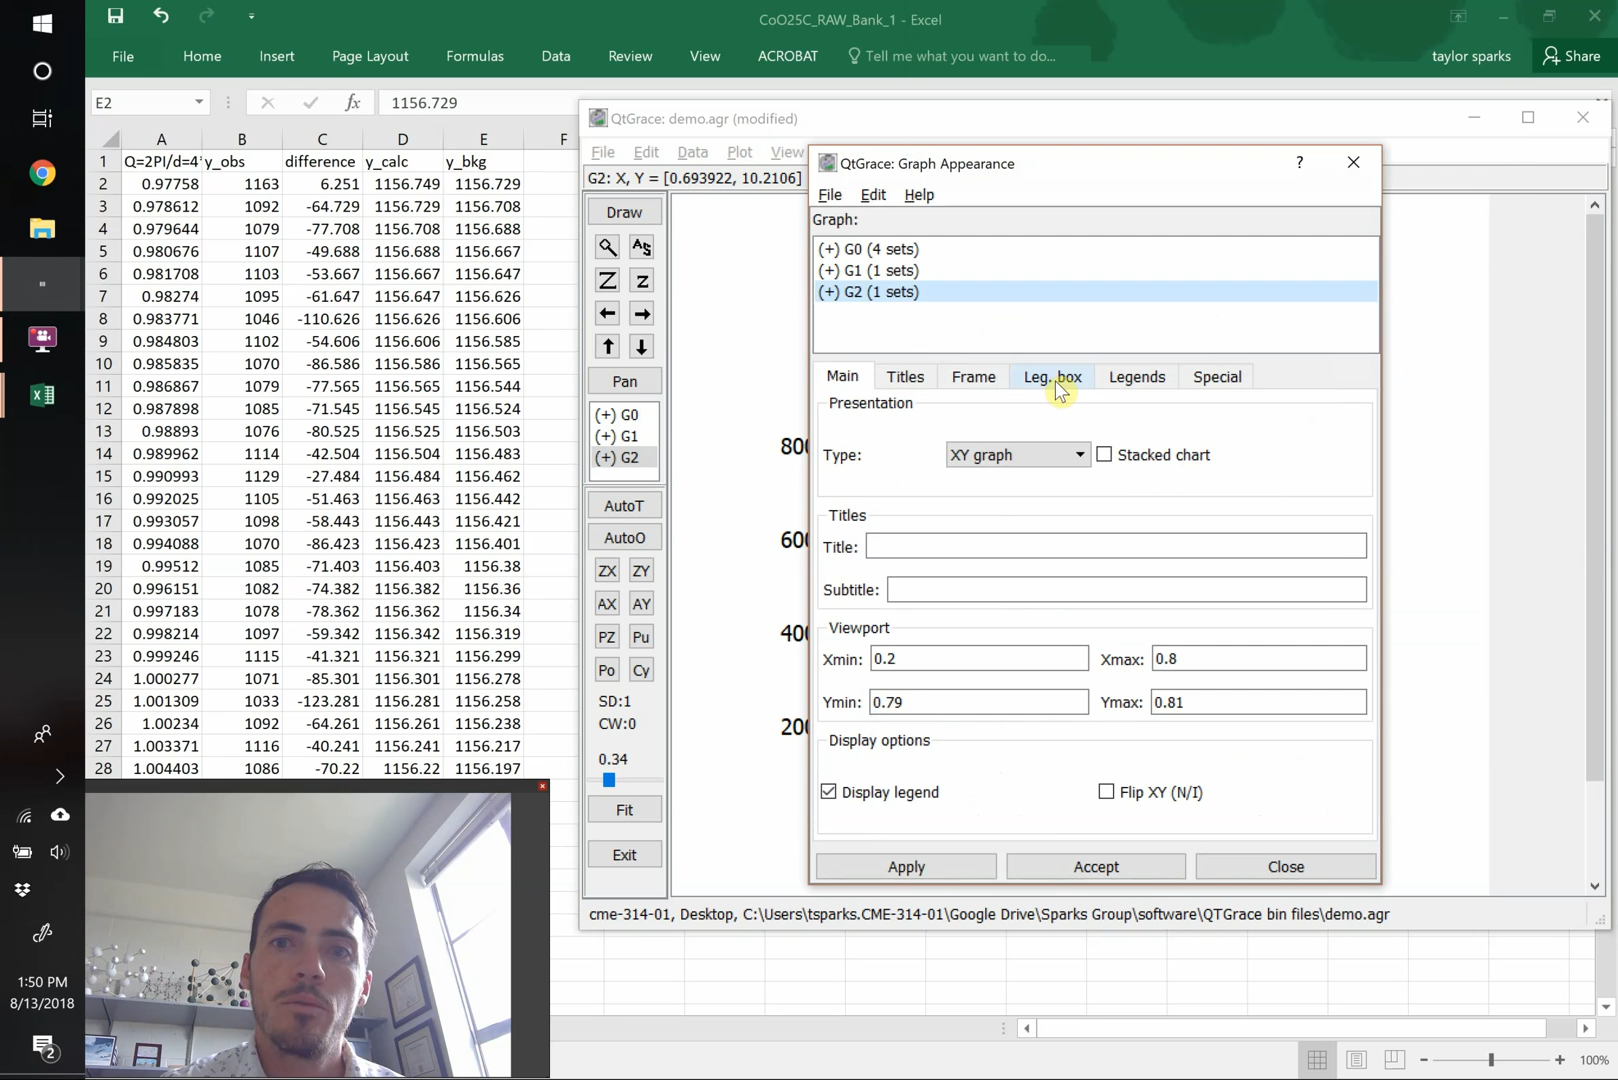 CoO25C_RAW_Bank_1 - Excel
File Home Insert Page Layout Formulas Data Review View ACROBAT Tell me what you want to do... taylor sparks Share
E2 fx 1156.729
A B C D E F
1 Q=2PI/d=4* y_obs difference y_calc y_bkg
2 0.97758 1163 6.251 1156.749 1156.729
3 0.978612 1092 -64.729 1156.729 1156.708
4 0.979644 1079 -77.708 1156.708 1156.688
5 0.980676 1107 -49.688 1156.688 1156.667
6 0.981708 1103 -53.667 1156.667 1156.647
7 0.98274 1095 -61.647 1156.647 1156.626
8 0.983771 1046 -110.626 1156.626 1156.606
9 0.984803 1102 -54.606 1156.606 1156.585
10 0.985835 1070 -86.586 1156.586 1156.565
11 0.986867 1079 -77.565 1156.565 1156.544
12 0.987898 1085 -71.545 1156.545 1156.524
13 0.98893 1076 -80.525 1156.525 1156.503
14 0.989962 1114 -42.504 1156.504 1156.483
15 0.990993 1129 -27.484 1156.484 1156.462
16 0.992025 1105 -51.463 1156.463 1156.442
17 0.993057 1098 -58.443 1156.443 1156.421
18 0.994088 1070 -86.423 1156.423 1156.401
19 0.99512 1085 -71.403 1156.403 1156.38
20 0.996151 1082 -74.382 1156.382 1156.36
21 0.997183 1078 -78.362 1156.362 1156.34
22 0.998214 1097 -59.342 1156.342 1156.319
23 0.999246 1115 -41.321 1156.321 1156.299
24 1.000277 1071 -85.301 1156.301 1156.278
25 1.001309 1033 -123.281 1156.281 1156.258
26 1.00234 1092 -64.261 1156.261 1156.238
27 1.003371 1116 -40.241 1156.241 1156.217
28 1.004403 1086 -70.22 1156.22 1156.197
QtGrace: demo.agr (modified)
File Edit Data Plot View
G2: X, Y = [0.693922, 10.2106]
Draw
AS
Z z
Pan
(+) G0
(+) G1
(+) G2
AutoT
AutoO
ZX ZY
AX AY
PZ Pu
Po Cy
SD:1
CW:0
0.34
Fit
Exit
800
600
400
200
QtGrace: Graph Appearance ?
File Edit Help
Graph:
(+) G0 (4 sets)
(+) G1 (1 sets)
(+) G2 (1 sets)
Main Titles Frame Leg. box Legends Special
Presentation
Type: XY graph Stacked chart
Titles
Title:
Subtitle:
Viewport
Xmin: 0.2 Xmax: 0.8
Ymin: 0.79 Ymax: 0.81
Display options
Display legend Flip XY (N/I)
Apply Accept Close
cme-314-01, Desktop, C:\Users\tsparks.CME-314-01\Google Drive\Sparks Group\software\QTGrace bin files\demo.agr
1:50 PM
8/13/2018
2
100%